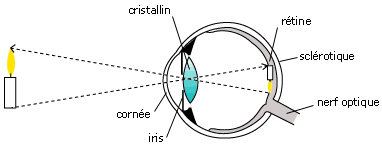 cristallin
rétine
sclérotique
nerf optique
cornée
iris